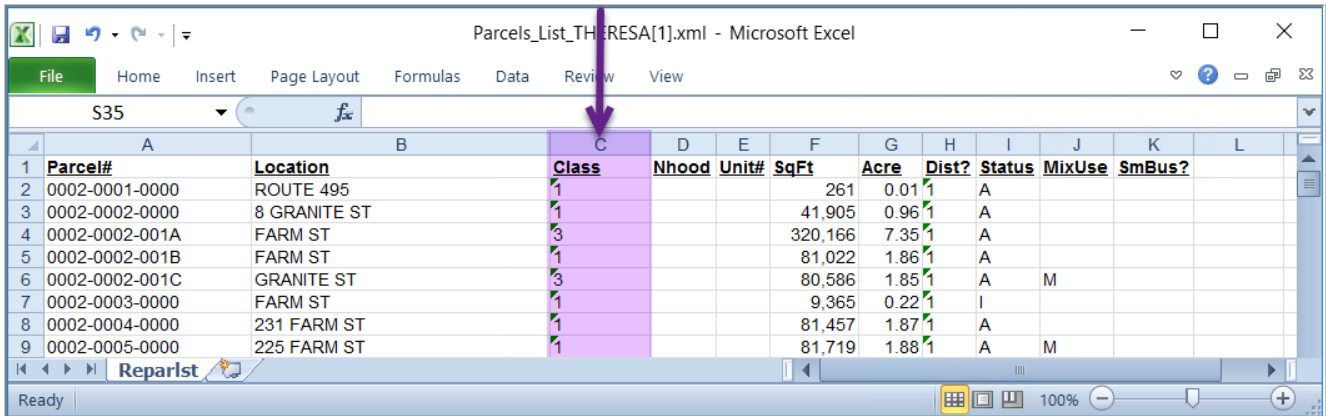 Parcels_List_THERESA[1].xml - Microsoft Excel
File Home Insert Page Layout Formulas Data Review View
S35 fx
A B C D E F G H I J K L
1 Parcel# Location Class Nhood Unit# SqFt Acre Dist? Status MixUse SmBus?
2 0002-0001-0000 ROUTE 495 1 261 0.01 1 A
3 0002-0002-0000 8 GRANITE ST 1 41,905 0.96 1 A
4 0002-0002-001A FARM ST 3 320,166 7.35 1 A
5 0002-0002-001B FARM ST 1 81,022 1.86 1 A
6 0002-0002-001C GRANITE ST 3 80,586 1.85 1 A M
7 0002-0003-0000 FARM ST 1 9,365 0.22 1 I
8 0002-0004-0000 231 FARM ST 1 81,457 1.87 1 A
9 0002-0005-0000 225 FARM ST 1 81,719 1.88 1 A M
Reparlst
Ready 100%